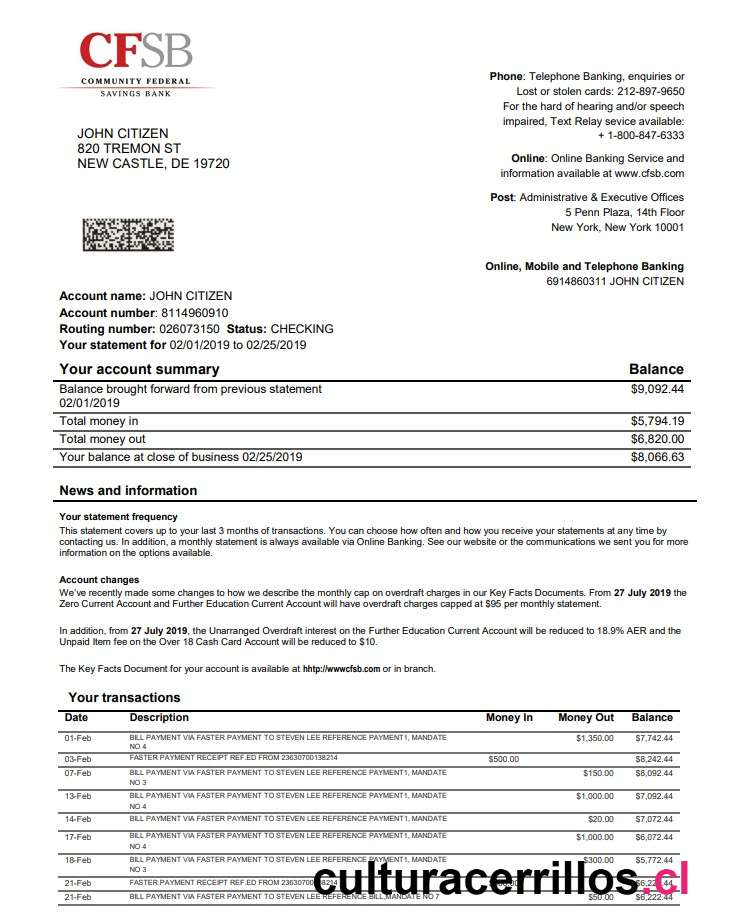 CFSB
COMMUNITY FEDERAL
SAVINGS BANK
JOHN CITIZEN
820 TREMON ST
NEW CASTLE, DE 19720
Phone: Telephone Banking, enquiries or
Lost or stolen cards: 212-897-9650
For the hard of hearing and/or speech
impaired, Text Relay sevice available:
+ 1-800-847-6333
Online: Online Banking Service and
information available at www.cfsb.com
Post: Administrative & Executive Offices
5 Penn Plaza, 14th Floor
New York, New York 10001
Online, Mobile and Telephone Banking
6914860311 JOHN CITIZEN
Account name: JOHN CITIZEN
Account number: 8114960910
Routing number: 026073150 Status: CHECKING
Your statement for 02/01/2019 to 02/25/2019
Your account summary Balance
Balance brought forward from previous statement $9,092.44
02/01/2019
Total money in $5,794.19
Total money out $6,820.00
Your balance at close of business 02/25/2019 $8,066.63
News and information
Your statement frequency
This statement covers up to your last 3 months of transactions. You can choose how often and how you receive your statements at any time by
contacting us. In addition, a monthly statement is always available via Online Banking. See our website or the communications we sent you for more
information on the options available.
Account changes
We've recently made some changes to how we describe the monthly cap on overdraft charges in our Key Facts Documents. From 27 July 2019 the
Zero Current Account and Further Education Current Account will have overdraft charges capped at $95 per monthly statement.
In addition, from 27 July 2019, the Unarranged Overdraft interest on the Further Education Current Account will be reduced to 18.9% AER and the
Unpaid Item fee on the Over 18 Cash Card Account will be reduced to $10.
The Key Facts Document for your account is available at hhtp://wwwcfsb.com or in branch.
Your transactions
Date Description Money In Money Out Balance
01-Feb BILL PAYMENT VIA FASTER PAYMENT TO STEVEN LEE REFERENCE PAYMENT1, MANDATE $1,350.00 $7,742.44
NO 4
03-Feb FASTER PAYMENT RECEIPT REF.ED FROM 23630700138214 $500.00 $8,242.44
07-Feb BILL PAYMENT VIA FASTER PAYMENT TO STEVEN LEE REFERENCE PAYMENT1, MANDATE $150.00 $8,092.44
NO 3
13-Feb BILL PAYMENT VIA FASTER PAYMENT TO STEVEN LEE REFERENCE PAYMENT1, MANDATE $1,000.00 $7,092.44
NO 4
14-Feb BILL PAYMENT VIA FASTER PAYMENT TO STEVEN LEE REFERENCE PAYMENT1, MANDATE $20.00 $7,072.44
17-Feb BILL PAYMENT VIA FASTER PAYMENT TO STEVEN LEE REFERENCE PAYMENT1, MANDATE $1,000.00 $6,072.44
NO 4
18-Feb BILL PAYMENT VIA FASTER PAYMENT TO STEVEN LEE REFERENCE PAYMENT1, MANDATE $300.00 $5,772.44
NO 3
culturacerrillos.cl
21-Feb FASTER PAYMENT RECEIPT REF.ED FROM
21-Feb BILL PAYMENT VIA FASTER PAYMENT TO STEVEN LEE REFERENCE BILL,MANDATE NO 7 $50.00 $6,222.44